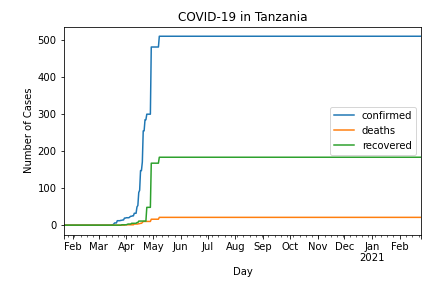 COVID-19 in Tanzania
Number of Cases
500
400
300
200
100
0
confirmed
deaths
recovered
Feb Mar Apr May Jun Jul Aug Sep Oct Nov Dec Jan Feb
2021
Day